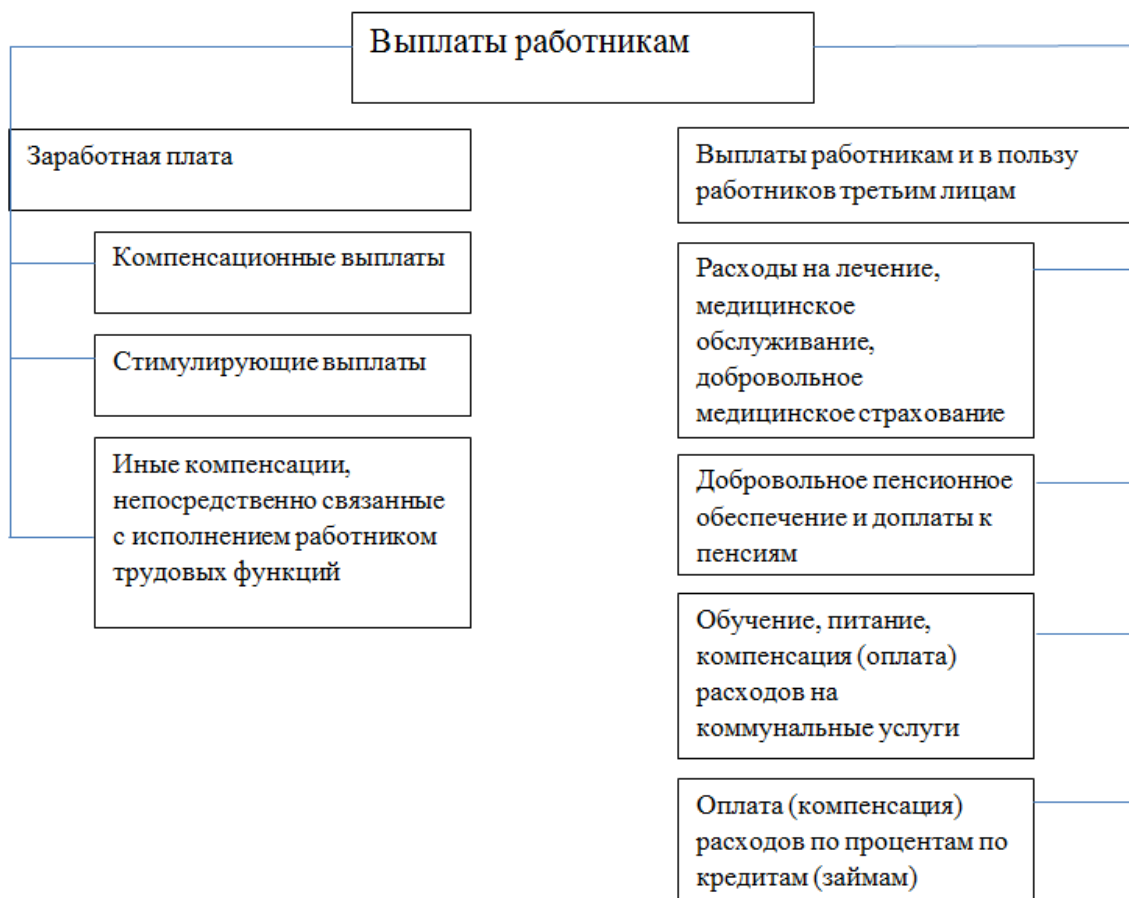 Выплаты работникам
Заработная плата
Компенсационные выплаты
Стимулирующие выплаты
Иные компенсации,
непосредственно связанные
с исполнением работником
трудовых функций
Выплаты работникам и в пользу
работников третьим лицам
Расходы на лечение,
медицинское
обслуживание,
добровольное
медицинское страхование
Добровольное пенсионное
обеспечение и доплаты к
пенсиям
Обучение, питание,
компенсация (оплата)
расходов на
коммунальные услуги
Оплата (компенсация)
расходов по процентам по
кредитам (займам)